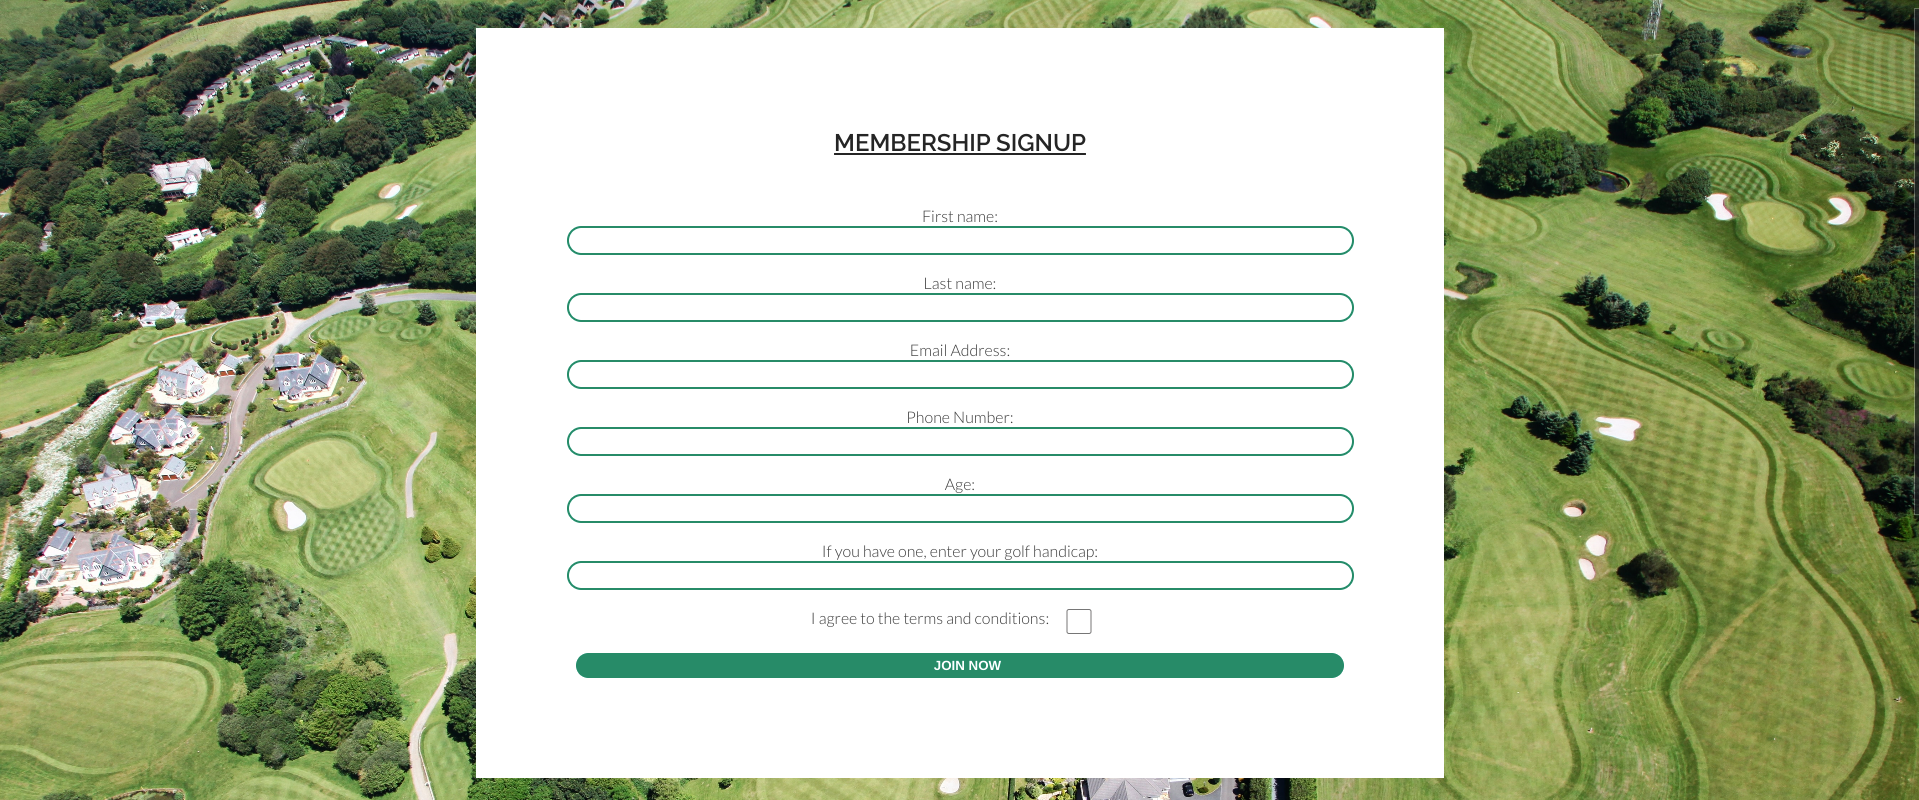 MEMBERSHIP SIGNUP
First name:
Last name:
Email Address:
Phone Number:
Age:
If you have one, enter your golf handicap:
I agree to the terms and conditions:
JOIN NOW